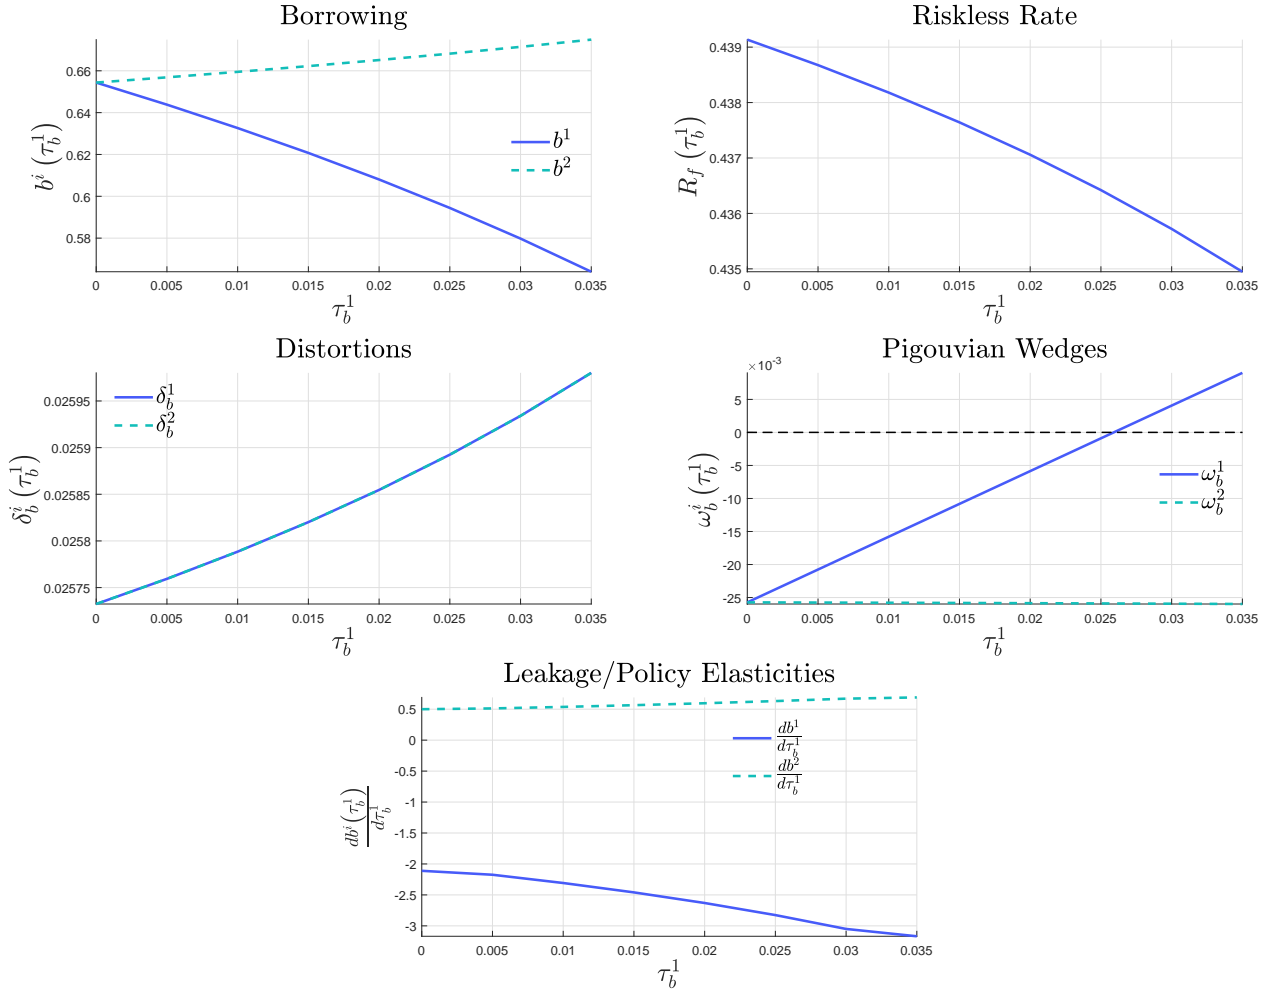 Borrowing
0.66
0.64
0.62
0.6
0.58
b^i (τ_b^1)
b^1
b^2
0 0.005 0.01 0.015 0.02 0.025 0.03 0.035
τ_b^1
Riskless Rate
0.439
0.438
0.437
0.436
0.435
R_f (τ_b^1)
0 0.005 0.01 0.015 0.02 0.025 0.03 0.035
τ_b^1
Distortions
0.02595
0.0259
0.02585
0.0258
0.02575
δ_b^i (τ_b^1)
δ_b^1
δ_b^2
0 0.005 0.01 0.015 0.02 0.025 0.03 0.035
τ_b^1
Pigouvian Wedges
×10^-3
5
0
-5
-10
-15
-20
-25
ω_b^i (τ_b^1)
ω_b^1
ω_b^2
0 0.005 0.01 0.015 0.02 0.025 0.03 0.035
τ_b^1
Leakage/Policy Elasticities
0.5
0
-0.5
-1
-1.5
-2
-2.5
-3
db^i(τ_b^1)/dτ_b^1
db^1/dτ_b^1
db^2/dτ_b^1
0 0.005 0.01 0.015 0.02 0.025 0.03 0.035
τ_b^1